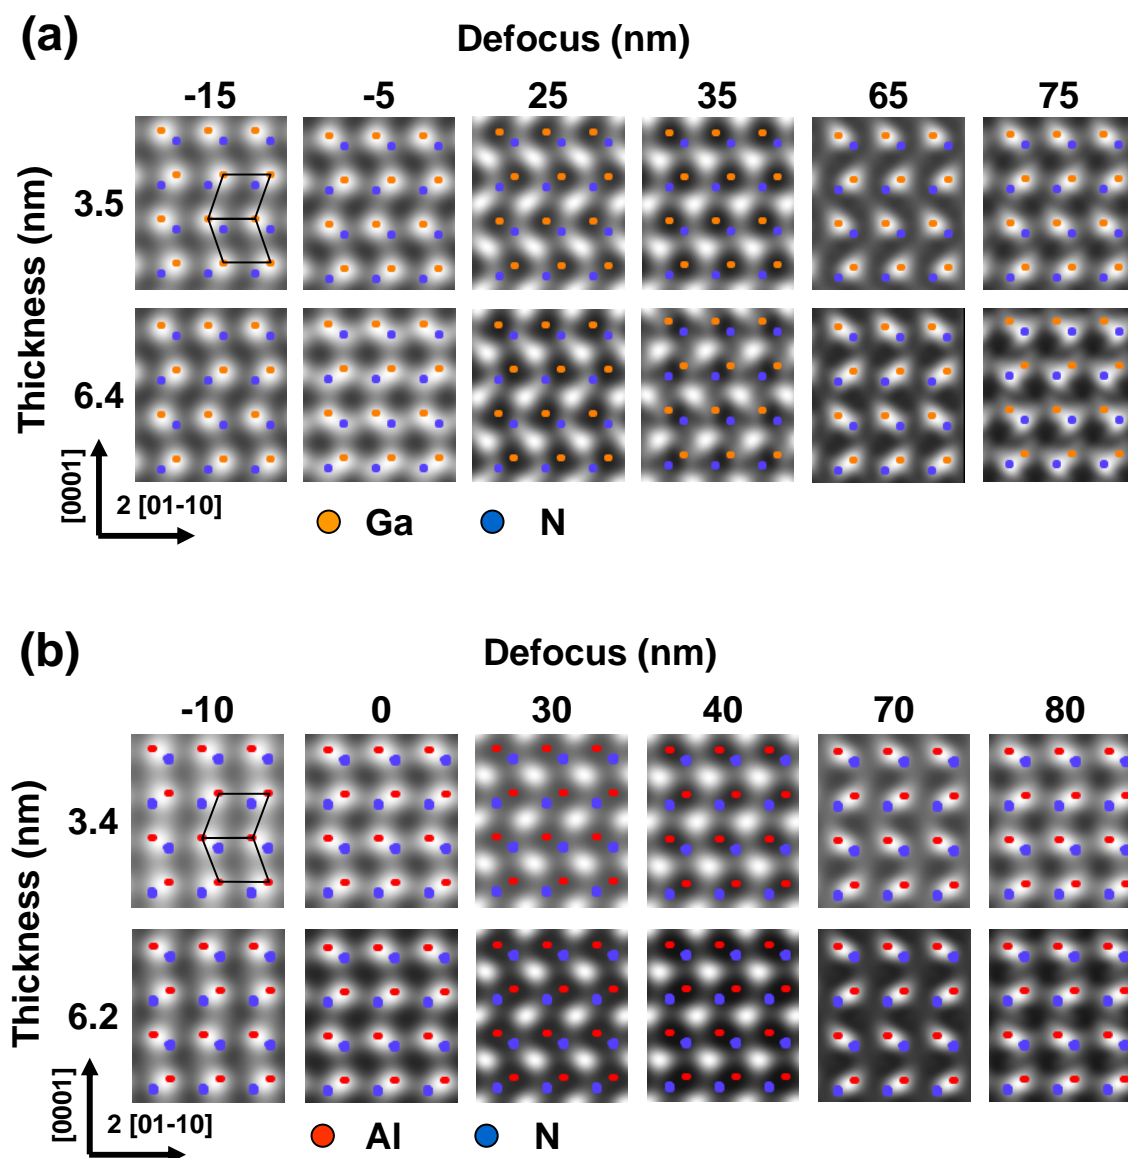 (a)
Defocus (nm)
-15 -5 25 35 65 75
Thickness (nm)
3.5
6.4
[0001]
2 [01-10]
Ga N
(b)
Defocus (nm)
-10 0 30 40 70 80
Thickness (nm)
3.4
6.2
[0001]
2 [01-10]
Al N